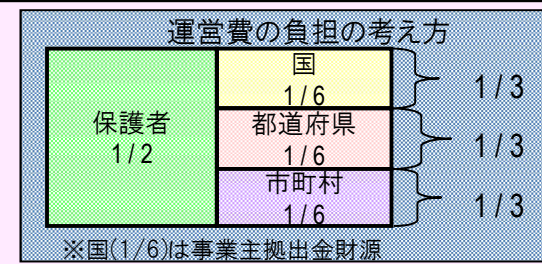 運営費の負担の考え方
保護者
1/2
国
1/6
都道府県
1/6
市町村
1/6
1/3
1/3
1/3
※国(1/6)は事業主拠出金財源